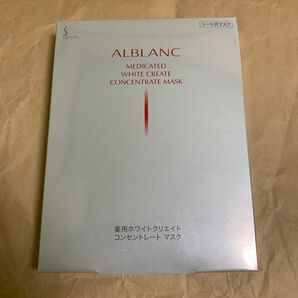 S
シート状マスク
ALBLANC
MEDICATED
WHITE CREATE
CONCENTRATE MASK
薬用ホワイトクリエイト
コンセントレート マスク